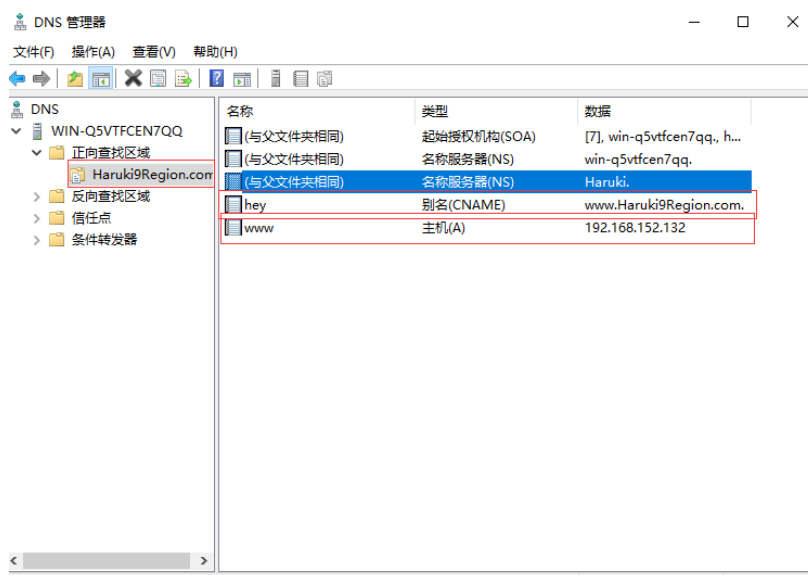 DNS 管理器
文件(F) 操作(A) 查看(V) 帮助(H)
DNS
WIN-Q5VTFCEN7QQ
正向查找区域
Haruki9Region.com
反向查找区域
信任点
条件转发器
名称 类型 数据
(与父文件夹相同) 起始授权机构(SOA) [7], win-q5vtfcen7qq., h...
(与父文件夹相同) 名称服务器(NS) win-q5vtfcen7qq.
(与父文件夹相同) 名称服务器(NS) Haruki.
hey 别名(CNAME) www.Haruki9Region.com.
www 主机(A) 192.168.152.132